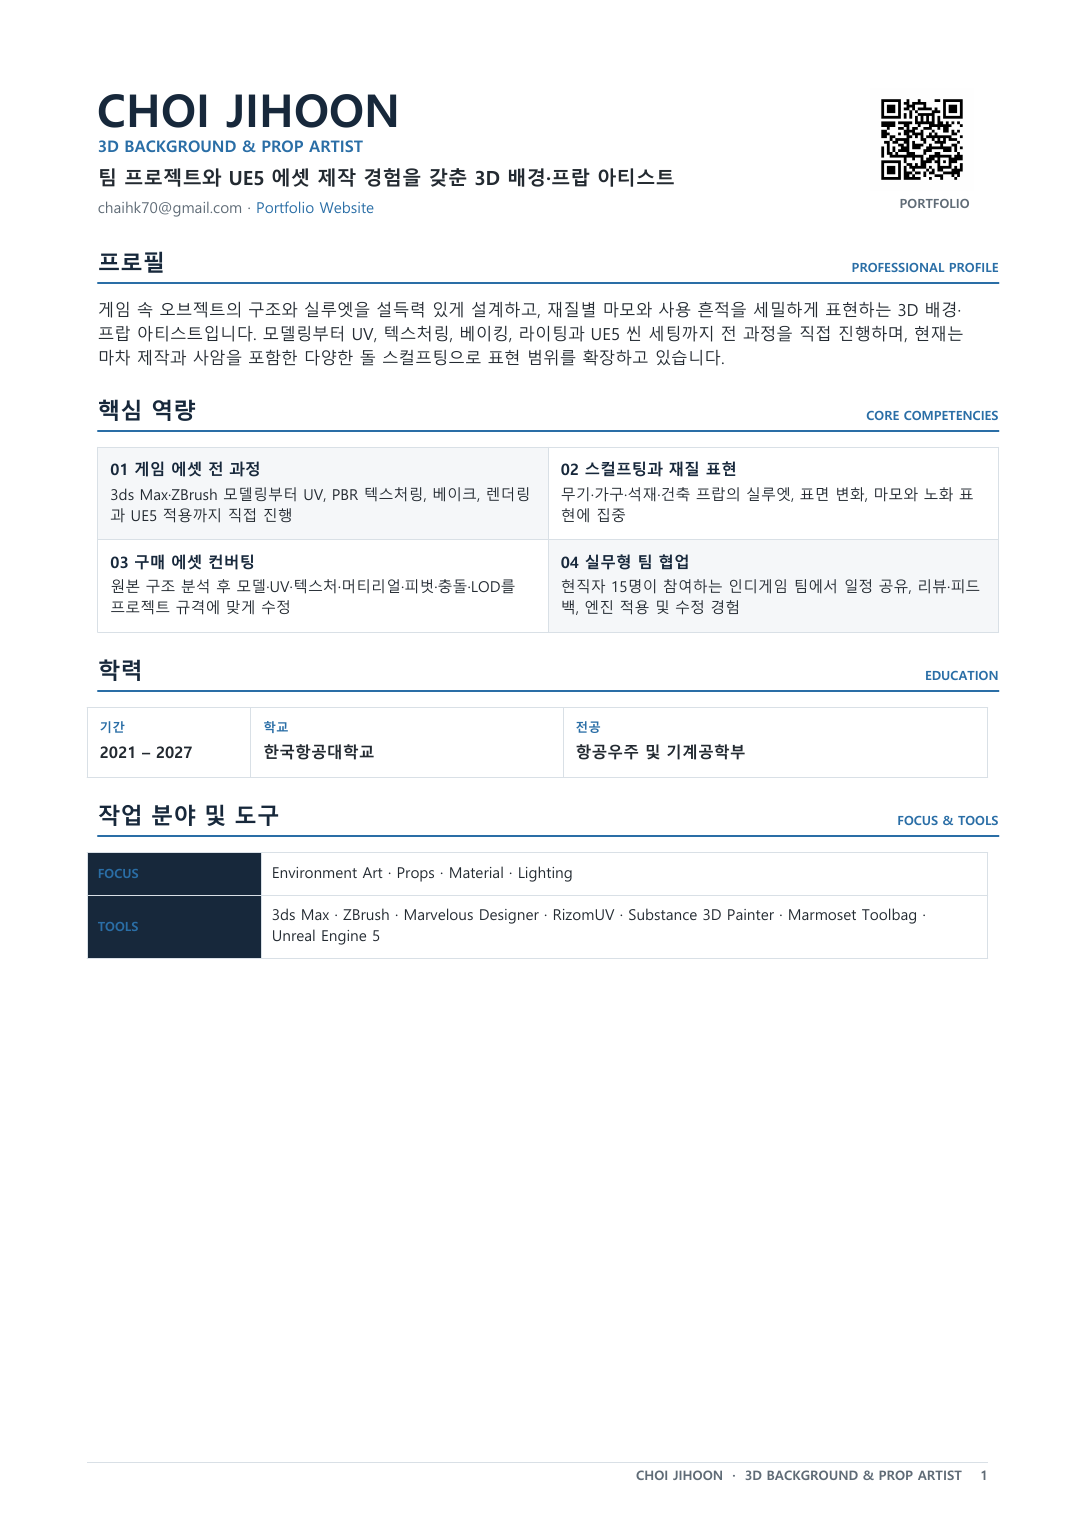 CHOI JIHOON
3D BACKGROUND & PROP ARTIST
팀 프로젝트와 UE5 에셋 제작 경험을 갖춘 3D 배경·프랍 아티스트
chaihk70@gmail.com · Portfolio Website
PORTFOLIO
프로필
PROFESSIONAL PROFILE
게임 속 오브젝트의 구조와 실루엣을 설득력 있게 설계하고, 재질별 마모와 사용 흔적을 세밀하게 표현하는 3D 배경·
프랍 아티스트입니다. 모델링부터 UV, 텍스처링, 베이킹, 라이팅과 UE5 씬 세팅까지 전 과정을 직접 진행하며, 현재는
마차 제작과 사암을 포함한 다양한 돌 스컬프팅으로 표현 범위를 확장하고 있습니다.
핵심 역량
CORE COMPETENCIES
01 게임 에셋 전 과정
3ds Max·ZBrush 모델링부터 UV, PBR 텍스처링, 베이크, 렌더링
과 UE5 적용까지 직접 진행
02 스컬프팅과 재질 표현
무기·가구·석재·건축 프랍의 실루엣, 표면 변화, 마모와 노화 표
현에 집중
03 구매 에셋 컨버팅
원본 구조 분석 후 모델·UV·텍스처·머티리얼·피벗·충돌·LOD를
프로젝트 규격에 맞게 수정
04 실무형 팀 협업
현직자 15명이 참여하는 인디게임 팀에서 일정 공유, 리뷰·피드
백, 엔진 적용 및 수정 경험
학력
EDUCATION
기간
2021 – 2027
학교
한국항공대학교
전공
항공우주 및 기계공학부
작업 분야 및 도구
FOCUS & TOOLS
FOCUS
Environment Art · Props · Material · Lighting
TOOLS
3ds Max · ZBrush · Marvelous Designer · RizomUV · Substance 3D Painter · Marmoset Toolbag ·
Unreal Engine 5
CHOI JIHOON · 3D BACKGROUND & PROP ARTIST 1